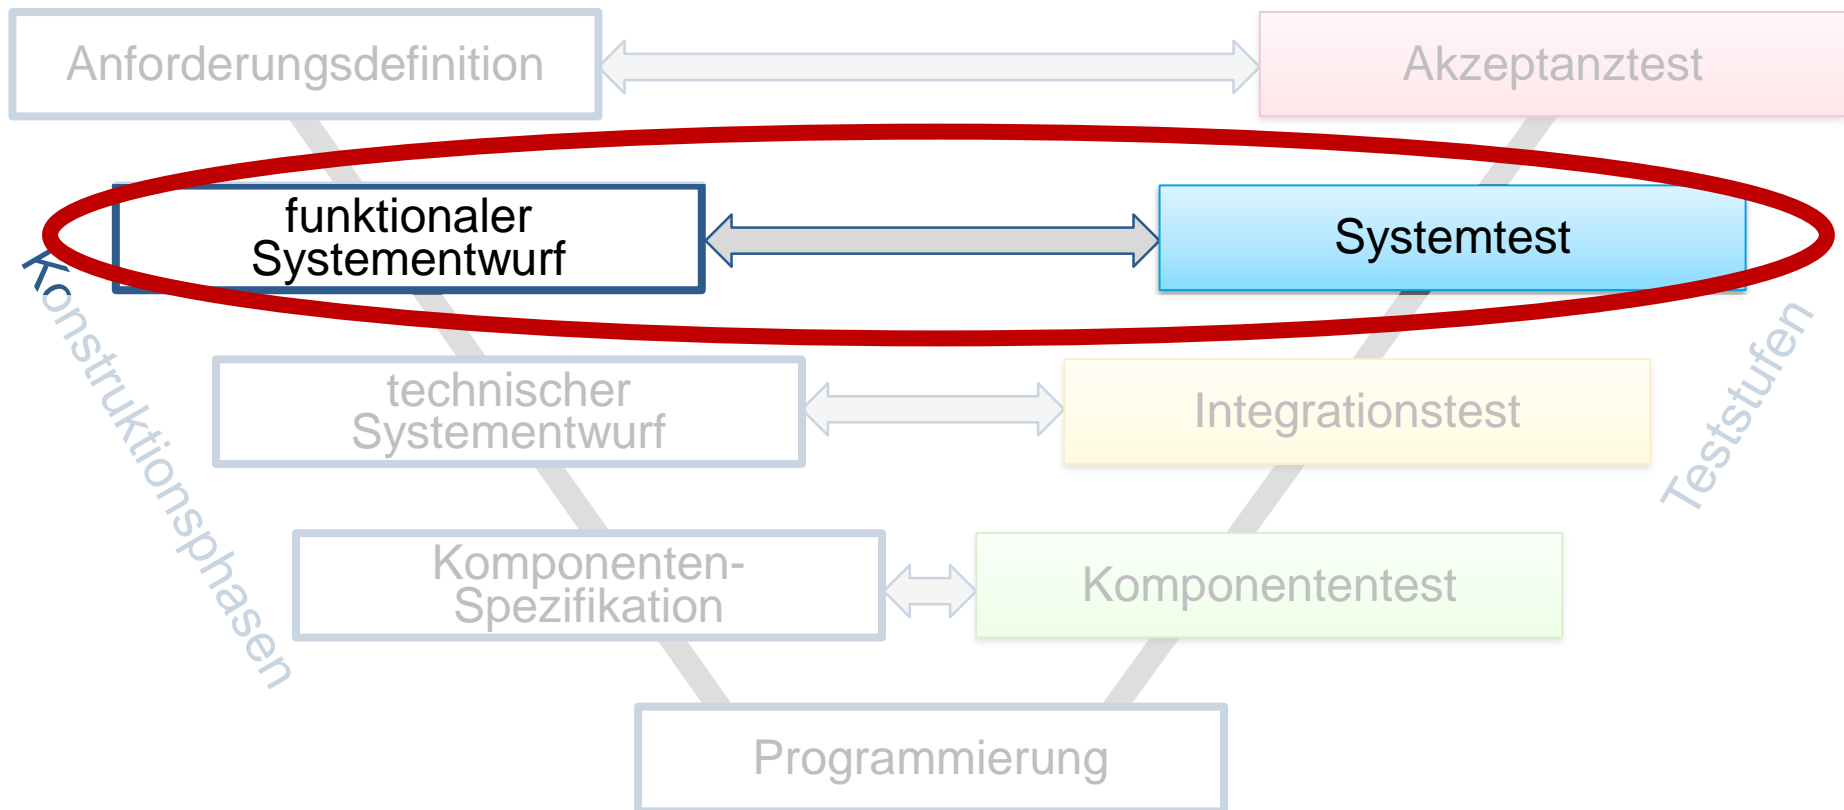 Anforderungsdefinition
Akzeptanztest
funktionaler
Systementwurf
Systemtest
Konstruktionsphasen
Teststufen
technischer
Systementwurf
Integrationstest
Komponenten-
Spezifikation
Komponententest
Programmierung